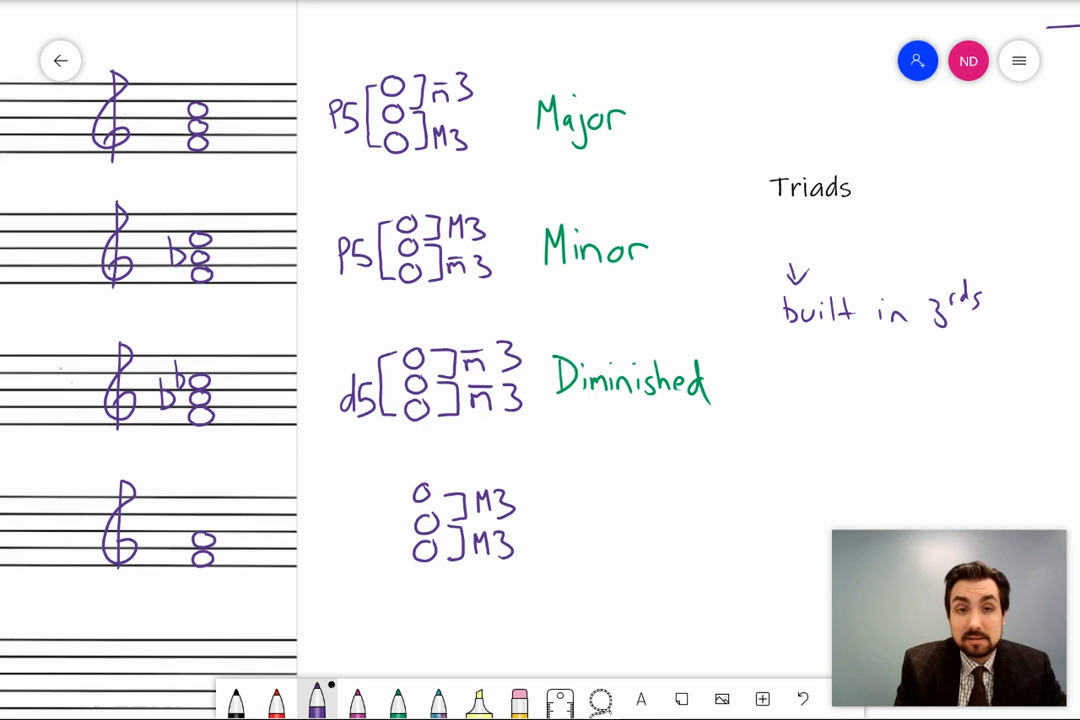 ND
P5 m3
M3
Major
Triads
P5 M3
m3
Minor
built in 3rds
d5 m3
m3
Diminished
M3
M3
A